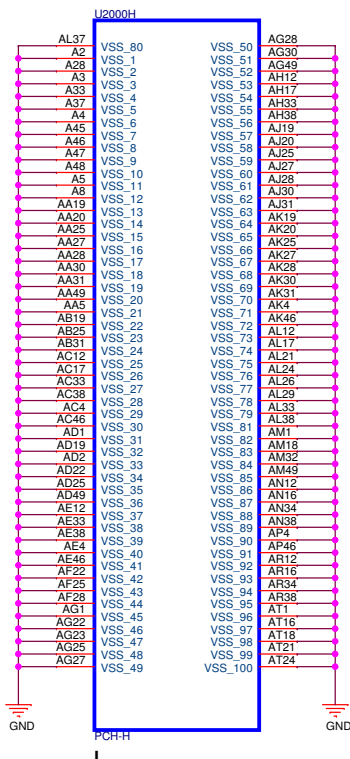 U2000H
AL37 VSS_80 VSS_50 AG28
A2 VSS_1 VSS_51 AG30
A28 VSS_2 VSS_52 AG49
A3 VSS_3 VSS_53 AH12
A33 VSS_4 VSS_54 AH17
A37 VSS_5 VSS_55 AH33
A4 VSS_6 VSS_56 AH38
A45 VSS_7 VSS_57 AJ19
A46 VSS_8 VSS_58 AJ20
A47 VSS_9 VSS_59 AJ25
A48 VSS_10 VSS_60 AJ27
A5 VSS_11 VSS_61 AJ28
A8 VSS_12 VSS_62 AJ30
AA19 VSS_13 VSS_63 AJ31
AA20 VSS_14 VSS_64 AK19
AA25 VSS_15 VSS_65 AK20
AA27 VSS_16 VSS_66 AK25
AA28 VSS_17 VSS_67 AK27
AA30 VSS_18 VSS_68 AK28
AA31 VSS_19 VSS_69 AK30
AA49 VSS_20 VSS_70 AK31
AA5 VSS_21 VSS_71 AK4
AB19 VSS_22 VSS_72 AK46
AB25 VSS_23 VSS_73 AL12
AB31 VSS_24 VSS_74 AL17
AC12 VSS_25 VSS_75 AL21
AC17 VSS_26 VSS_76 AL24
AC33 VSS_27 VSS_77 AL26
AC38 VSS_28 VSS_78 AL29
AC4 VSS_29 VSS_79 AL33
AC46 VSS_30 VSS_81 AL38
AD1 VSS_31 VSS_82 AM1
AD19 VSS_32 VSS_83 AM18
AD2 VSS_33 VSS_84 AM32
AD22 VSS_34 VSS_85 AM49
AD25 VSS_35 VSS_86 AN12
AD49 VSS_36 VSS_87 AN16
AE12 VSS_37 VSS_88 AN34
AE33 VSS_38 VSS_89 AN38
AE38 VSS_39 VSS_90 AP4
AE4 VSS_40 VSS_91 AP46
AE46 VSS_41 VSS_92 AR12
AF22 VSS_42 VSS_93 AR16
AF25 VSS_43 VSS_94 AR34
AF28 VSS_44 VSS_95 AR38
AG1 VSS_45 VSS_96 AT1
AG22 VSS_46 VSS_97 AT16
AG23 VSS_47 VSS_98 AT18
AG25 VSS_48 VSS_99 AT21
AG27 VSS_49 VSS_100 AT24
GND GND
PCH-H